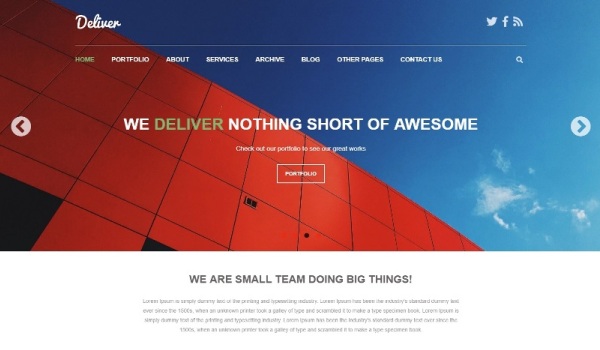 Deliver
HOME PORTFOLIO ABOUT SERVICES ARCHIVE BLOG OTHER PAGES CONTACT US
WE DELIVER NOTHING SHORT OF AWESOME
Check out our portfolio to see our great works
PORTFOLIO
WE ARE SMALL TEAM DOING BIG THINGS!
Lorem Ipsum is simply dummy text of the printing and typesetting industry. Lorem Ipsum has been the industry's standard dummy text
ever since the 1500s, when an unknown printer took a galley of type and scrambled it to make a type specimen book. Lorem Ipsum is
simply dummy text of the printing and typesetting industry. Lorem Ipsum has been the industry's standard dummy text ever since the
1500s, when an unknown printer took a galley of type and scrambled it to make a type specimen book.